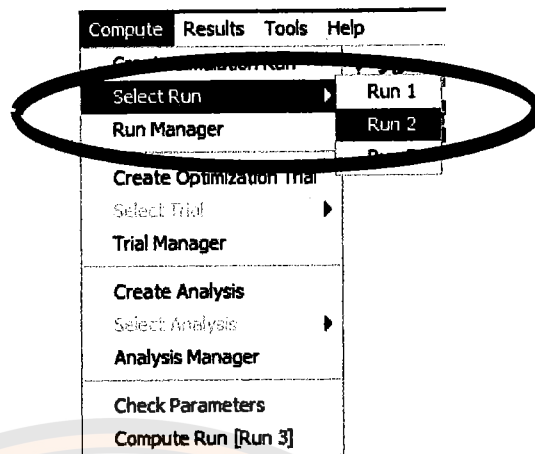 Compute Results Tools Help
Select Run Run 1
Run Manager Run 2
Create Optimization Trial
Select Trial
Trial Manager
Create Analysis
Select Analysis
Analysis Manager
Check Parameters
Compute Run [Run 3]